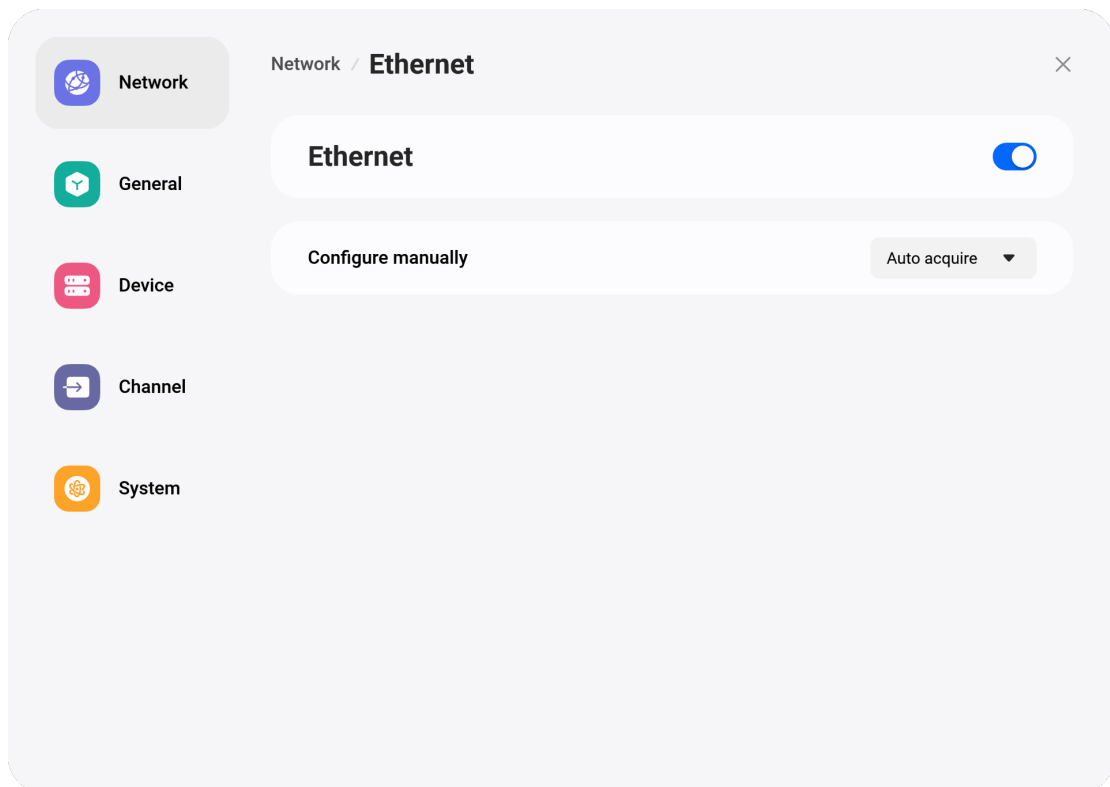 Network / Ethernet
Network
Ethernet
General
Configure manually
Auto acquire
Device
Channel
System